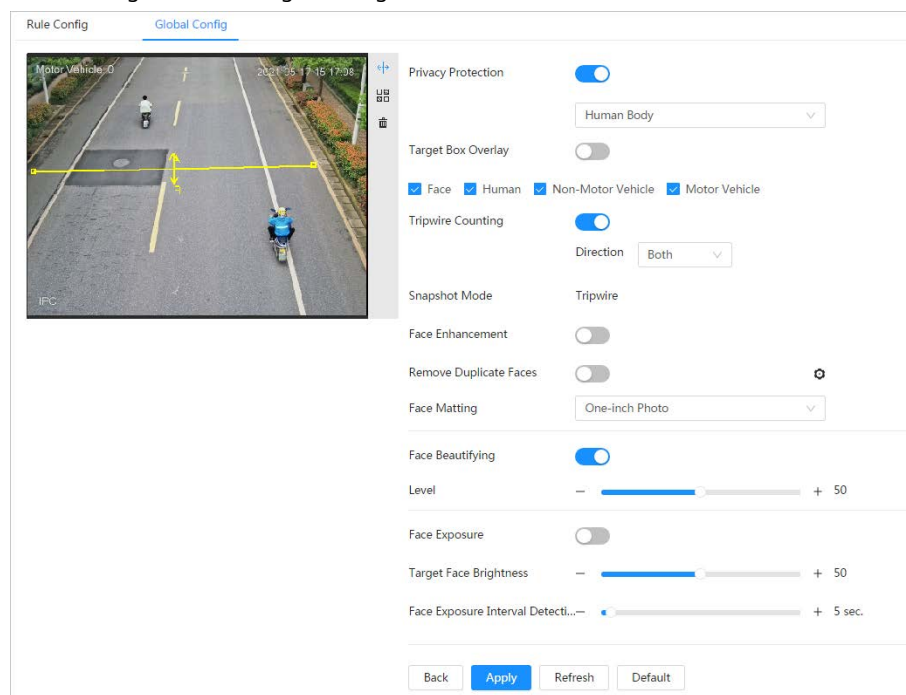 Rule Config Global Config
Motor Vehicle: 0 2021-05-17 15:17:08
IPC
Privacy Protection
Human Body
Target Box Overlay
Face Human Non-Motor Vehicle Motor Vehicle
Tripwire Counting
Direction Both
Snapshot Mode Tripwire
Face Enhancement
Remove Duplicate Faces
Face Matting One-inch Photo
Face Beautifying
Level − + 50
Face Exposure
Target Face Brightness − + 50
Face Exposure Interval Detecti... − + 5 sec.
Back Apply Refresh Default